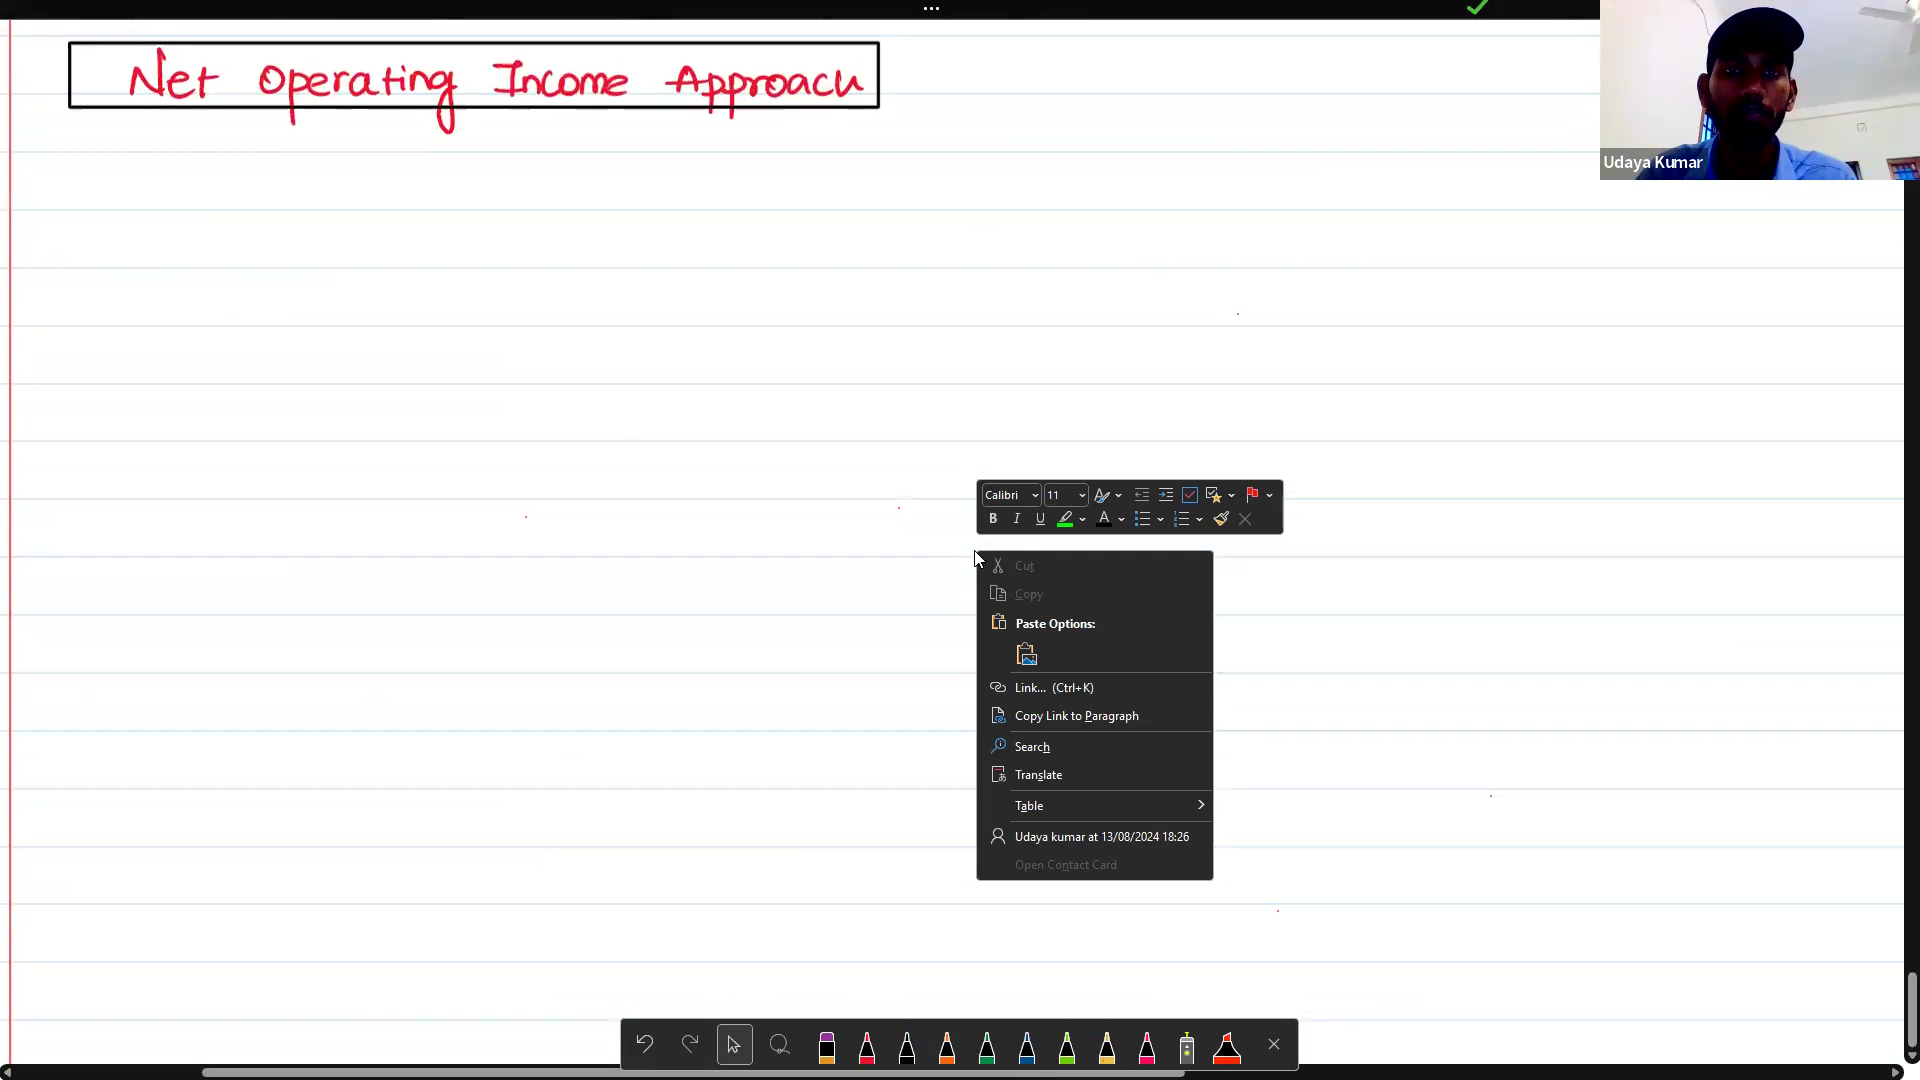 Net Operating Income Approach
Udaya Kumar
Calibri 11
B I U A
Cut
Copy
Paste Options:
Link... (Ctrl+K)
Copy Link to Paragraph
Search
Translate
Table
Udaya kumar at 13/08/2024 18:26
Open Contact Card